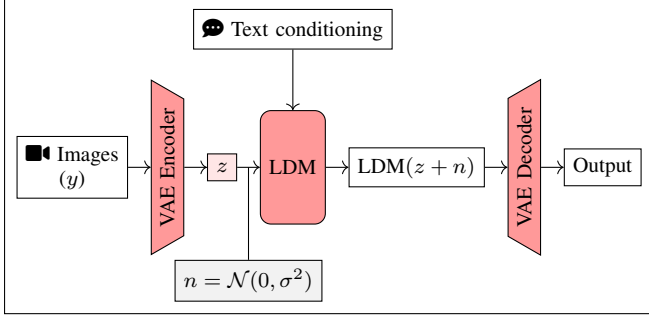 Text conditioning
Images
(y)
VAE Encoder
z
LDM
LDM(z + n)
VAE Decoder
Output
n = 𝒩(0, σ²)